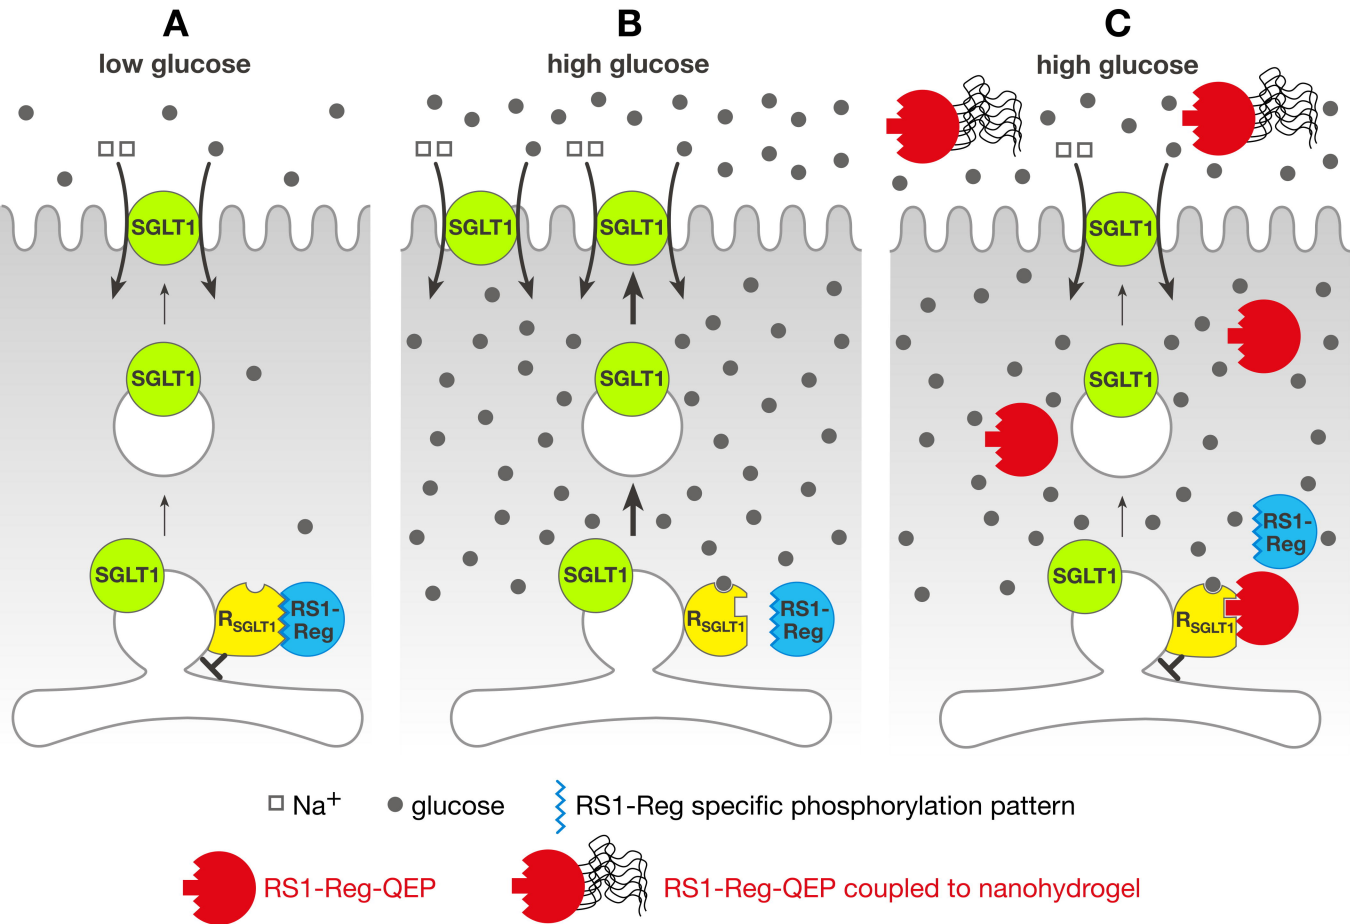 A
B
C
low glucose
high glucose
high glucose
SGLT1
SGLT1
SGLT1
SGLT1
SGLT1
SGLT1
SGLT1
SGLT1
SGLT1
SGLT1
RSGLT1
RS1-
Reg
RSGLT1
RS1-
Reg
RS1-
Reg
RSGLT1
Na+
glucose
RS1-Reg specific phosphorylation pattern
RS1-Reg-QEP
RS1-Reg-QEP coupled to nanohydrogel